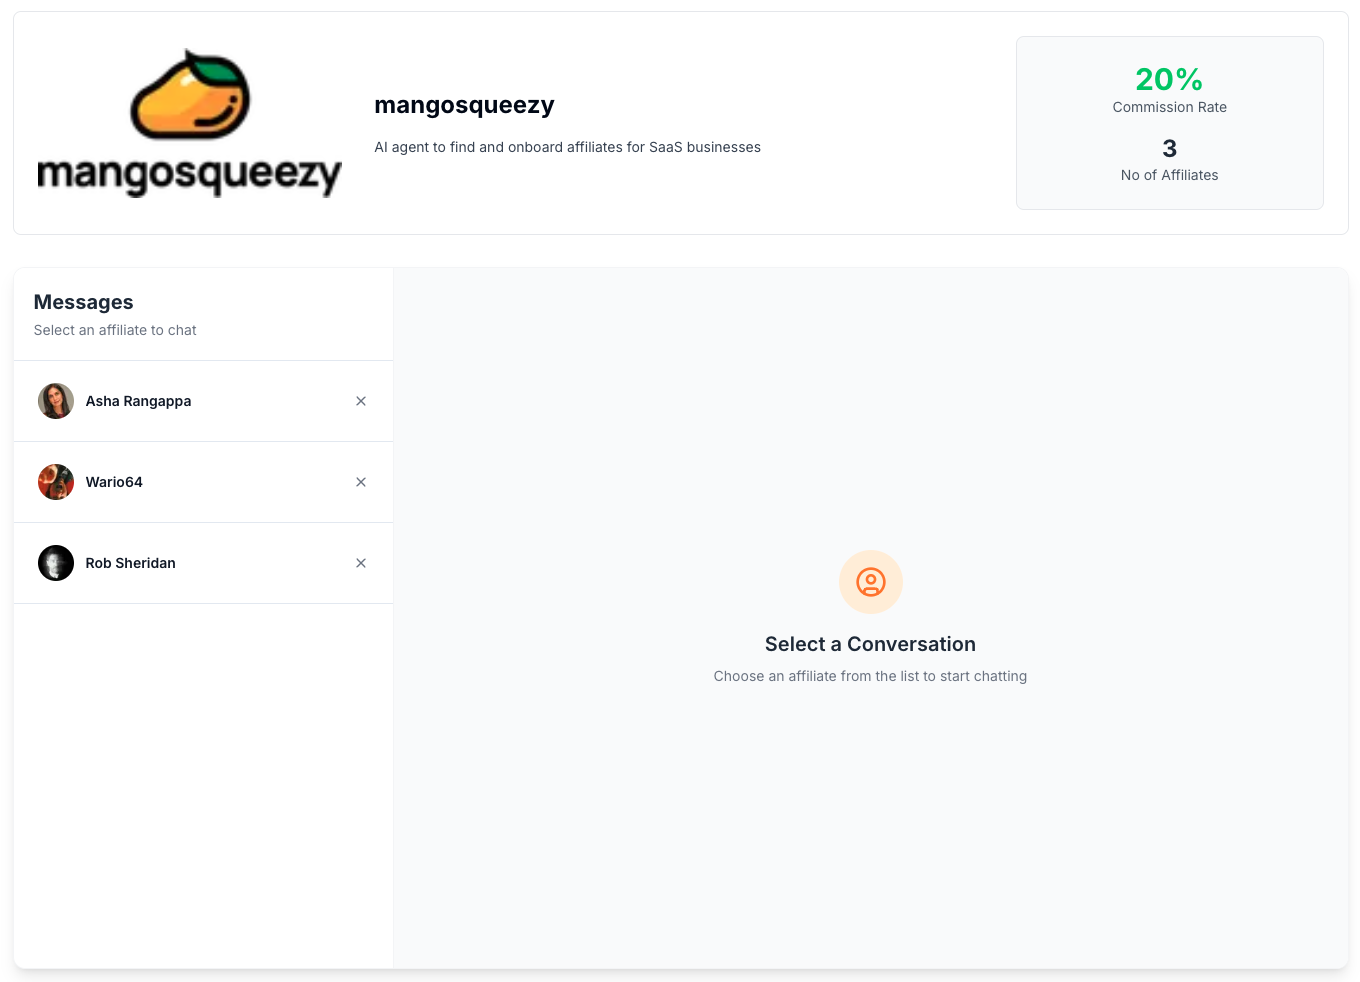 mangosqueezy
mangosqueezy
AI agent to find and onboard affiliates for SaaS businesses
20%
Commission Rate
3
No of Affiliates
Messages
Select an affiliate to chat
Asha Rangappa
Wario64
Rob Sheridan
Select a Conversation
Choose an affiliate from the list to start chatting